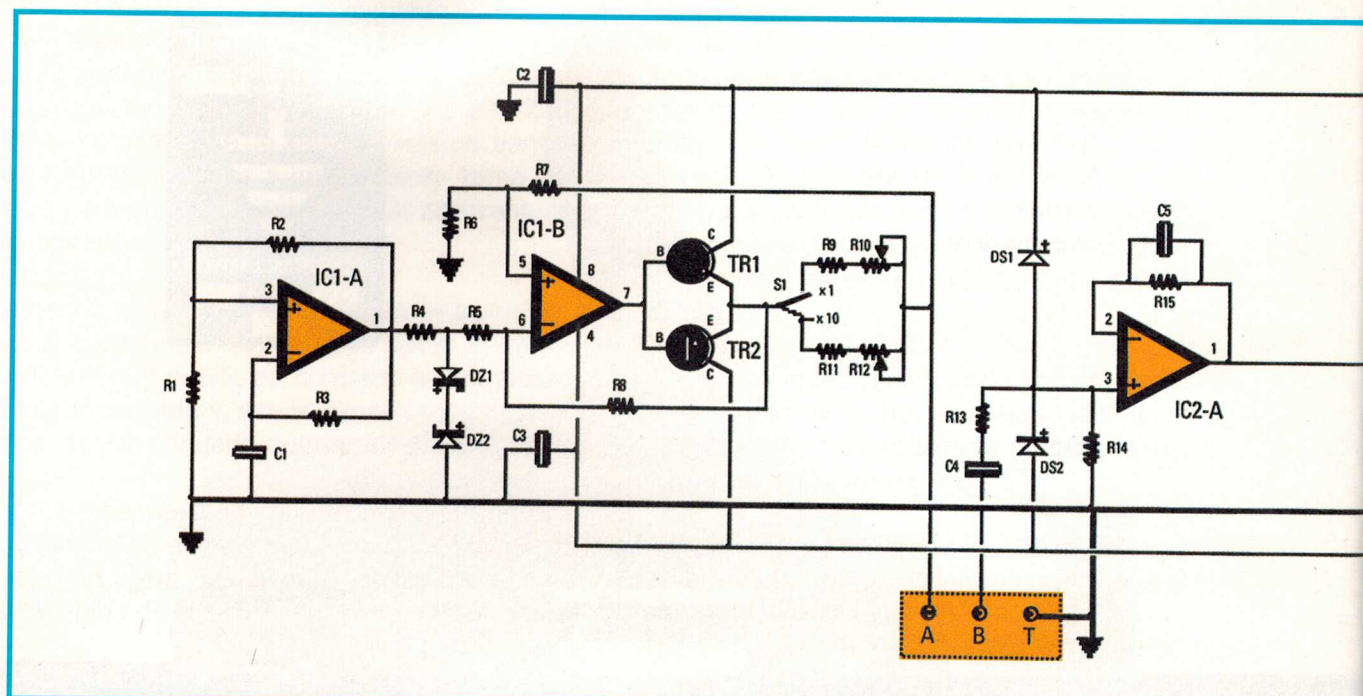 C2
R7
R6
IC1-B
R2
C
B
TR1
R9
R10
DS1
C5
IC1-A
5
8
E
S1
x 1
R15
3
+
+
7
x 10
1
R4
R5
6
E
2
2
−
−
4
B
TR2
R11
R12
−
1
R1
DZ1
C
3
+
IC2-A
R3
R8
R13
C1
DZ2
C3
C4
DS2
R14
A
B
T